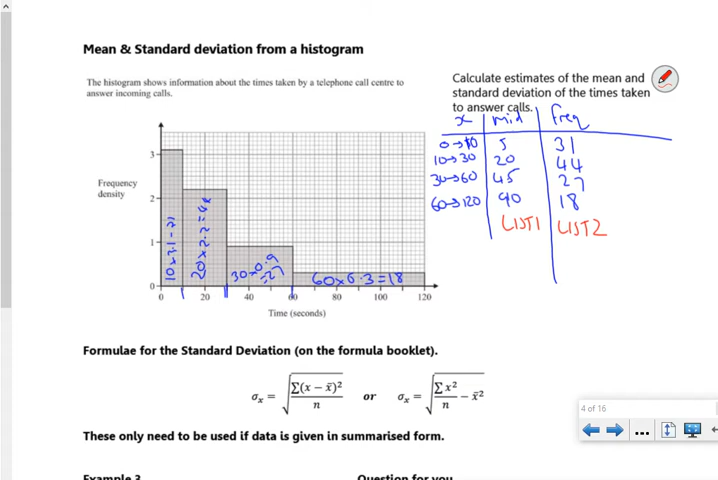 Mean & Standard deviation from a histogram
The histogram shows information about the times taken by a telephone call centre to
answer incoming calls.
Calculate estimates of the mean and
standard deviation of the times taken
to answer calls.
x mid freq
0→10 5 31
10→30 20 44
30→60 45 27
60→120 90 18
LIST1 LIST2
Frequency
density
3
2
1
0
10×3.1=31
20×2.2=44
30×0.9
=27
60×0.3=18
0 20 40 60 80 100 120
Time (seconds)
Formulae for the Standard Deviation (on the formula booklet).
σₓ = √(Σ(x − x̄)²/n) or σₓ = √(Σx²/n − x̄²)
4 of 16
These only need to be used if data is given in summarised form.
Example 3 Question for you